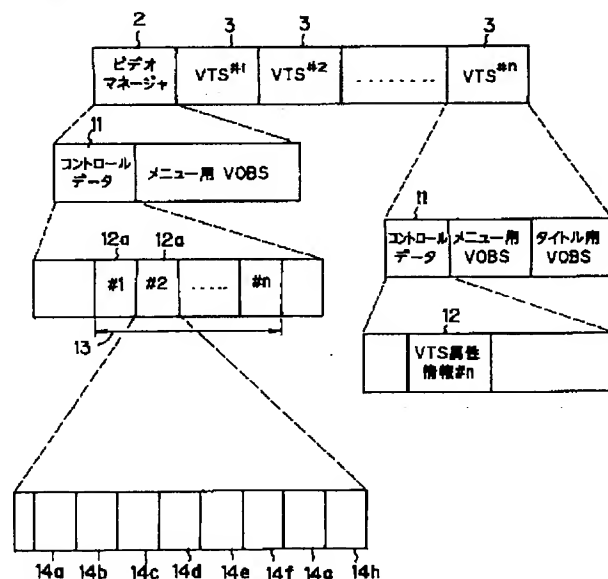 2 3 3 3
ビデオ
マネージャ
VTS#1 VTS#2 ........ VTS#n
11
コントロール
データ
メニュー用 VOBS
12a 12a
#1 #2 ..... #n
13
11
コントロール
データ
メニュー用
VOBS
タイトル用
VOBS
12
VTS属性
情報#n
14a 14b 14c 14d 14e 14f 14g 14h